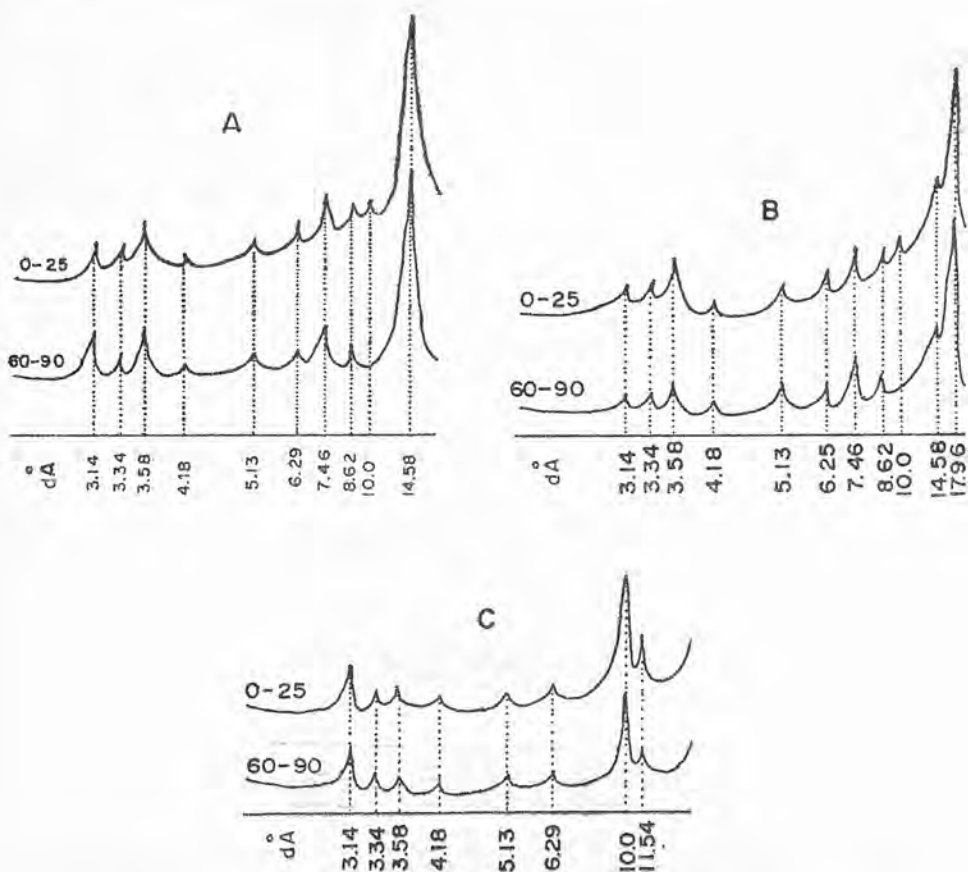 A
0-25
60-90
dÅ 3.14 3.34 3.58 4.18 5.13 6.29 7.46 8.62 10.0 14.58
B
0-25
60-90
dÅ 3.14 3.34 3.58 4.18 5.13 6.25 7.46 8.62 10.0 14.58 17.96
C
0-25
60-90
dÅ 3.14 3.34 3.58 4.18 5.13 6.29 10.0 11.54